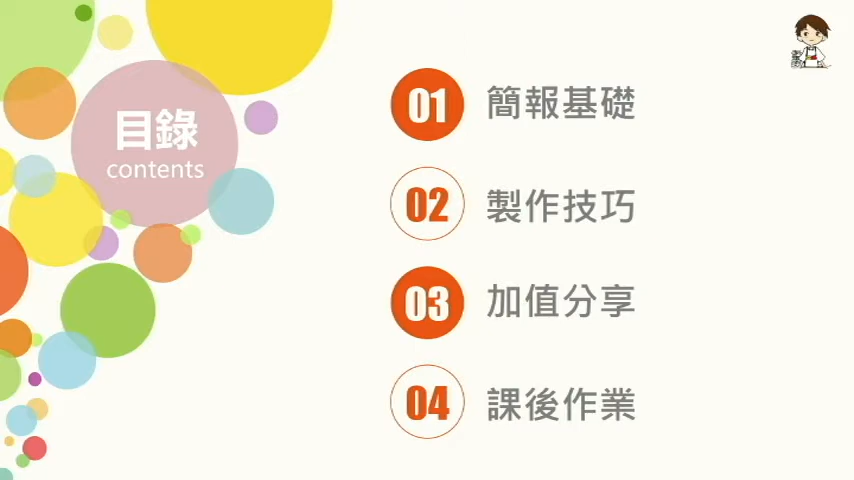 目錄
contents
01 簡報基礎
02 製作技巧
03 加值分享
04 課後作業